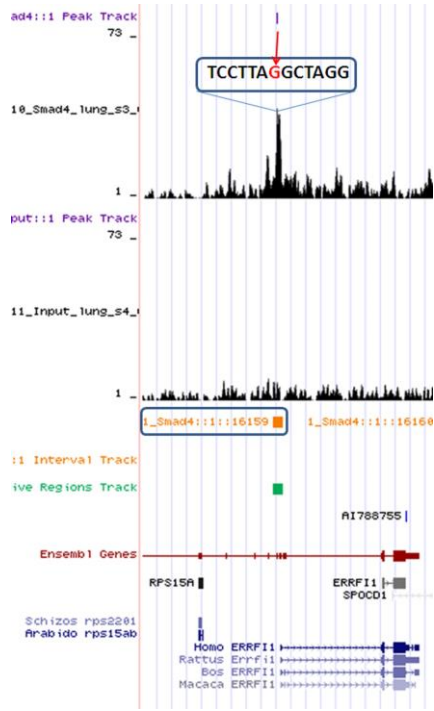 ad4::1 Peak Track
73 _
TCCTTAGGCTAGG
10_Smad4_lung_s3_
1 _
put::1 Peak Track
73 _
11_Input_lung_s4_
1 _
1_Smad4::1::16159
1_Smad4::1::16160
:1 Interval Track
ive Regions Track
AI788755
Ensembl Genes
RPS15A
ERRFI1
SPOCD1
Schizos rps2201
Arabido rps15ab
Homo ERRFI1
Rattus Errfi1
Bos ERRFI1
Macaca ERRFI1